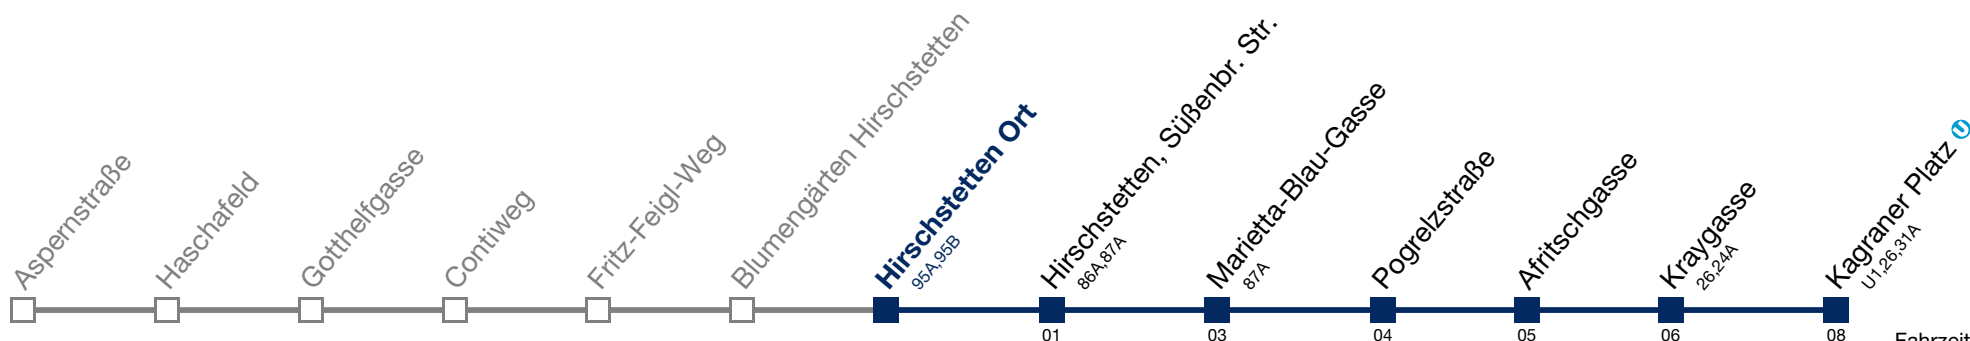 Aspernstraße
Haschafeld
Gotthelfgasse
Contiweg
Fritz-Feigl-Weg
Blumengärten Hirschstetten
Hirschstetten Ort
95A,95B
Hirschstetten, Süßenbr. Str.
86A,87A
Marietta-Blau-Gasse
87A
Pogrelzstraße
Afritschgasse
Kraygasse
26,24A
Kagraner Platz U
U1,26,31A
01
03
04
05
06
08
Fahrzeit